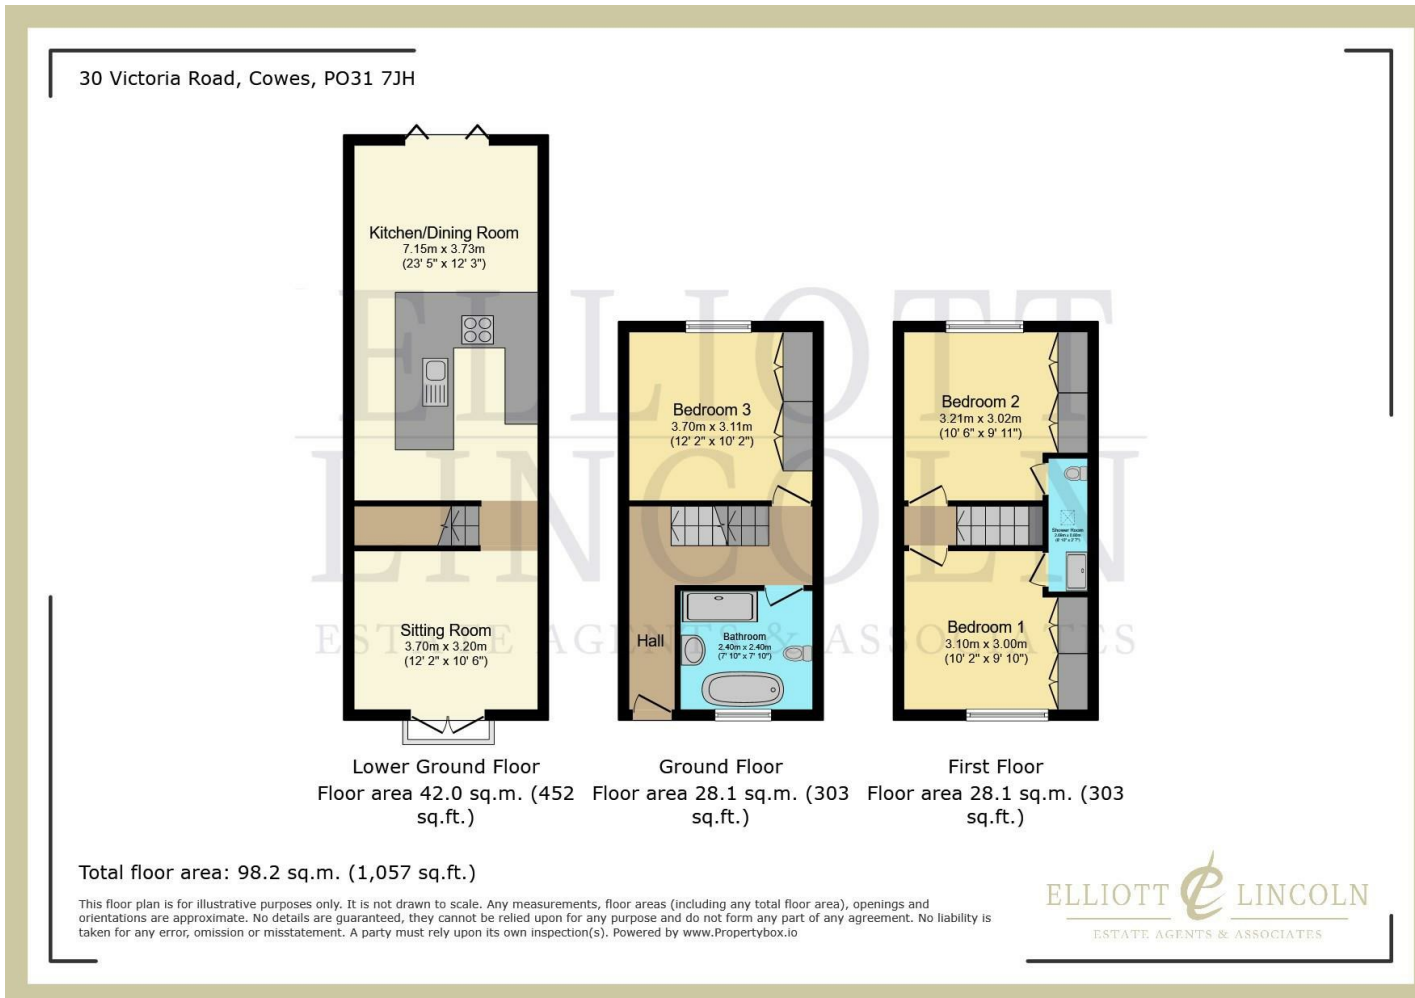 30 Victoria Road, Cowes, PO31 7JH
Kitchen/Dining Room
7.15m x 3.73m
(23' 5" x 12' 3")
Sitting Room
3.70m x 3.20m
(12' 2" x 10' 6")
Bedroom 3
3.70m x 3.11m
(12' 2" x 10' 2")
Hall
Bathroom
2.40m x 2.40m
(7' 10" x 7' 10")
Bedroom 2
3.21m x 3.02m
(10' 6" x 9' 11")
Shower Room
Bedroom 1
3.10m x 3.00m
(10' 2" x 9' 10")
ELLIOTT
LINCOLN
ESTATE AGENTS & ASSOCIATES
Lower Ground Floor
Floor area 42.0 sq.m. (452
sq.ft.)
Ground Floor
Floor area 28.1 sq.m. (303
sq.ft.)
First Floor
Floor area 28.1 sq.m. (303
sq.ft.)
Total floor area: 98.2 sq.m. (1,057 sq.ft.)
This floor plan is for illustrative purposes only. It is not drawn to scale. Any measurements, floor areas (including any total floor area), openings and
orientations are approximate. No details are guaranteed, they cannot be relied upon for any purpose and do not form any part of any agreement. No liability is
taken for any error, omission or misstatement. A party must rely upon its own inspection(s). Powered by www.Propertybox.io
ELLIOTT e LINCOLN
ESTATE AGENTS & ASSOCIATES